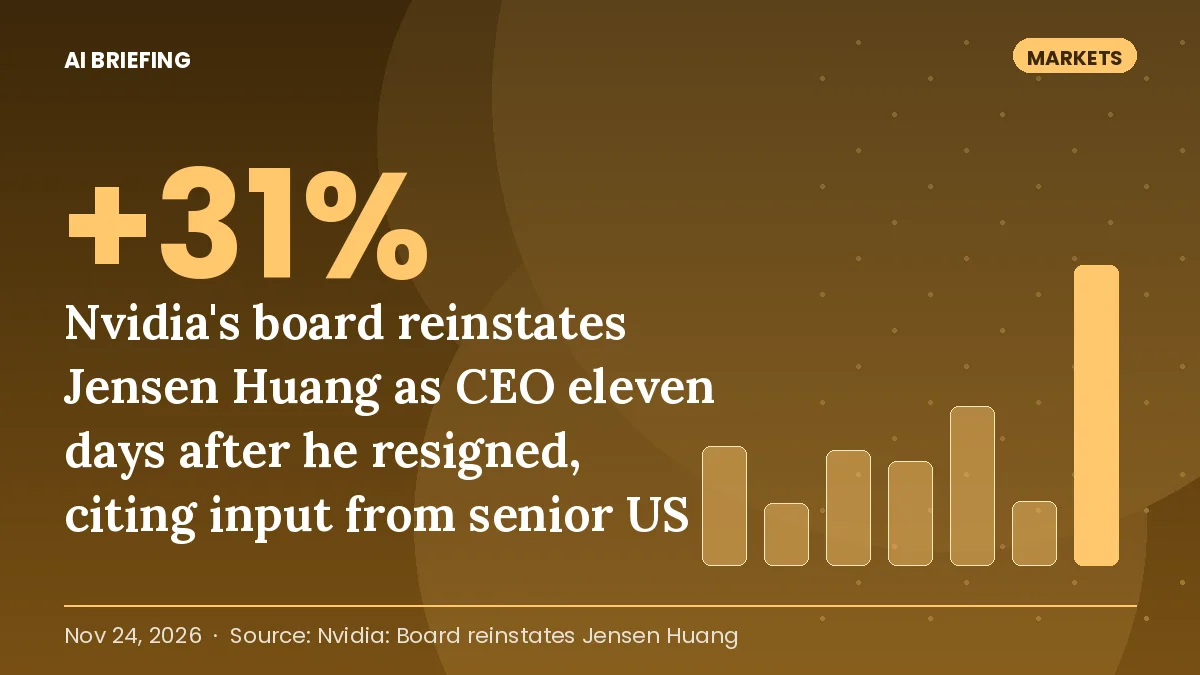 AI BRIEFING
MARKETS
+31%
Nvidia's board reinstates
Jensen Huang as CEO eleven
days after he resigned,
citing input from senior US
Nov 24, 2026 · Source: Nvidia: Board reinstates Jensen Huang